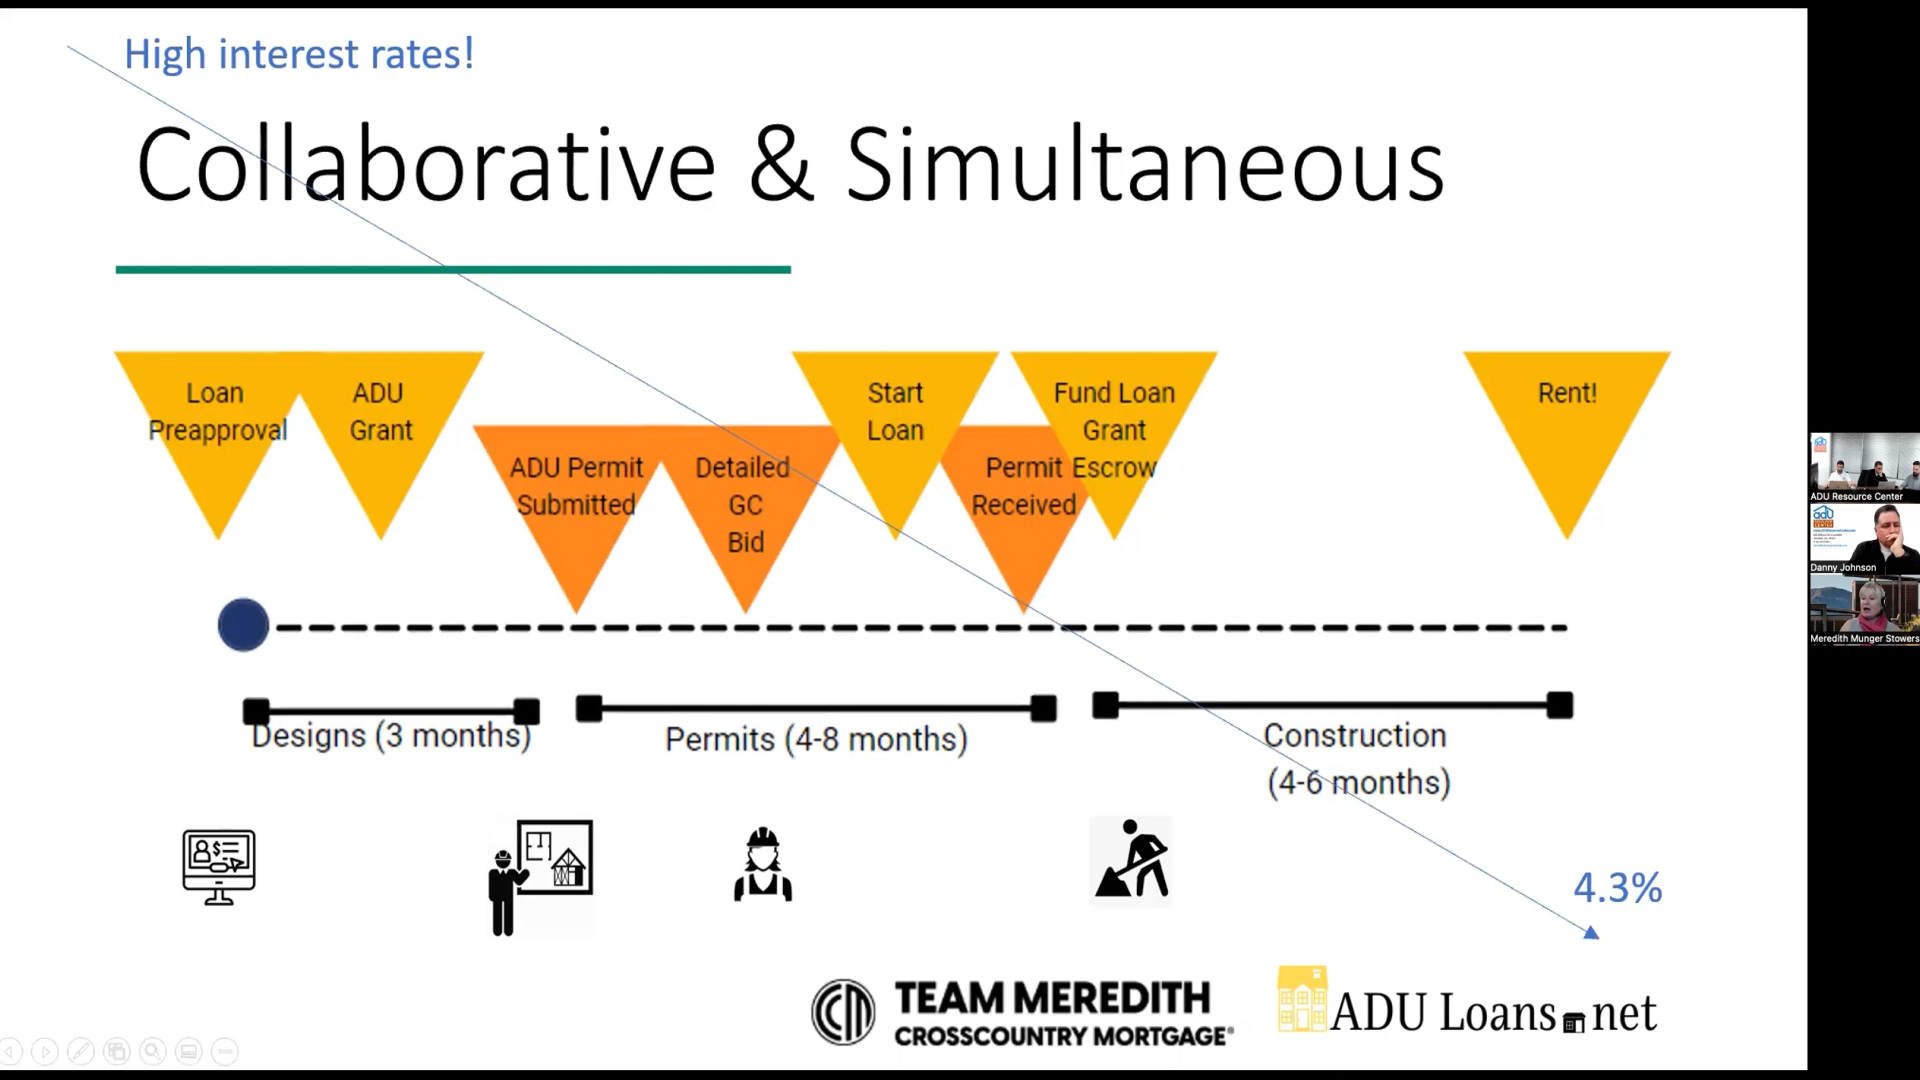 High interest rates!
Collaborative & Simultaneous
Loan
Preapproval
ADU
Grant
ADU Permit
Submitted
Detailed
GC
Bid
Start
Loan
Permit
Received
Fund Loan
Grant
Escrow
Rent!
Designs (3 months)
Permits (4-8 months)
Construction
(4-6 months)
4.3%
TEAM MEREDITH
CROSSCOUNTRY MORTGAGE®
ADU Loans.net
ADU Resource Center
adU
Danny Johnson
Meredith Munger Stowers